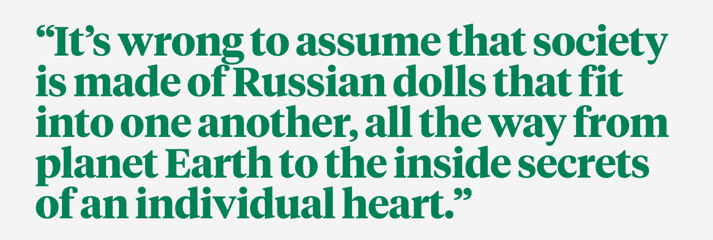 “It’s wrong to assume that society
is made of Russian dolls that fit
into one another, all the way from
planet Earth to the inside secrets
of an individual heart.”